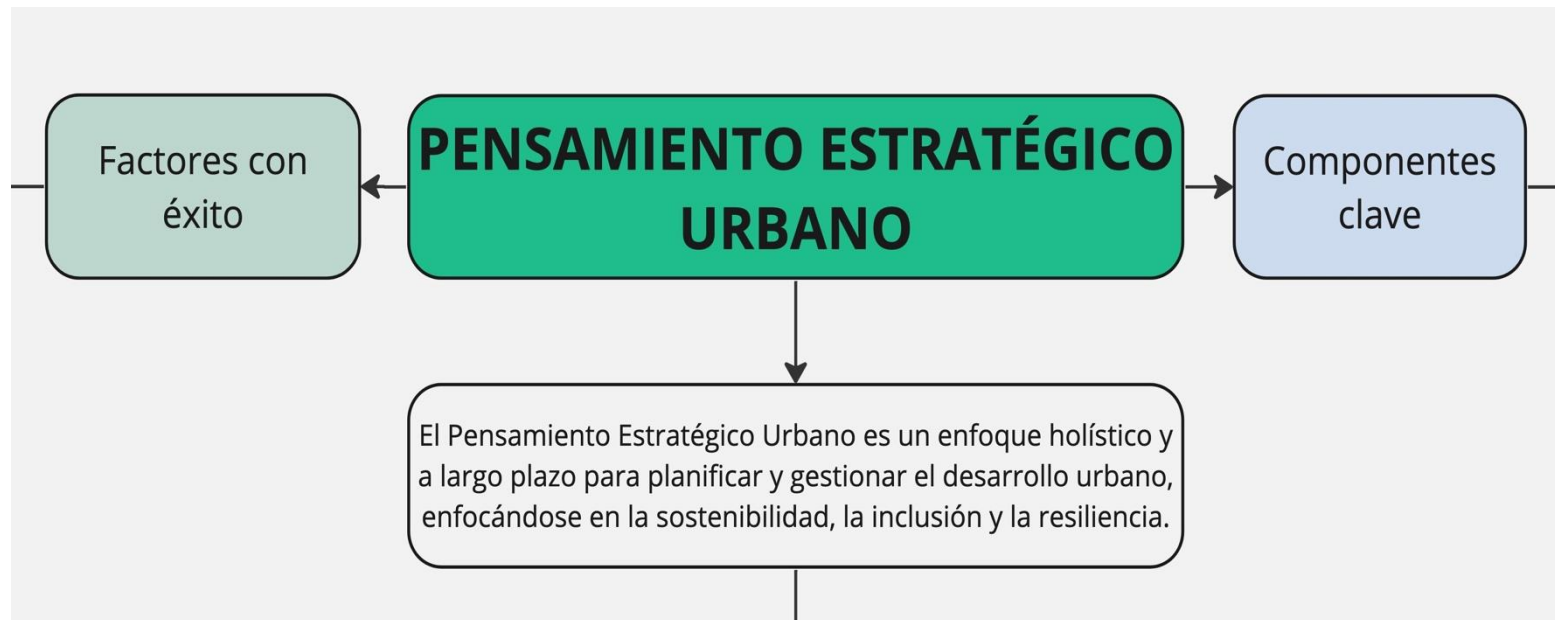 Factores con
éxito
PENSAMIENTO ESTRATÉGICO
URBANO
Componentes
clave
El Pensamiento Estratégico Urbano es un enfoque holístico y
a largo plazo para planificar y gestionar el desarrollo urbano,
enfocándose en la sostenibilidad, la inclusión y la resiliencia.